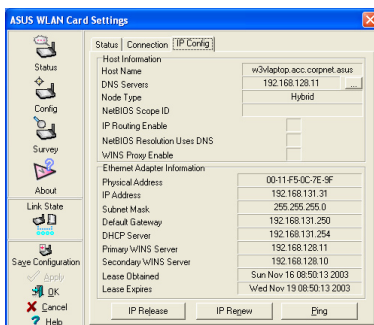 ASUS WLAN Card Settings
Status
Config
Survey
About
Link State
Save Configuration
Apply
OK
Cancel
Help
Status Connection IP Config
Host Information
Host Name w3vlaptop.acc.corpnet.asus
DNS Servers 192.168.128.11 ...
Node Type Hybrid
NetBIOS Scope ID
IP Routing Enable
NetBIOS Resolution Uses DNS
WINS Proxy Enable
Ethernet Adapter Information
Physical Address 00-11-F5-0C-7E-9F
IP Address 192.168.131.31
Subnet Mask 255.255.255.0
Default Gateway 192.168.131.250
DHCP Server 192.168.131.254
Primary WINS Server 192.168.128.11
Secondary WINS Server 192.168.128.10
Lease Obtained Sun Nov 16 08:50:13 2003
Lease Expires Wed Nov 19 08:50:13 2003
IP Release IP Renew Ping